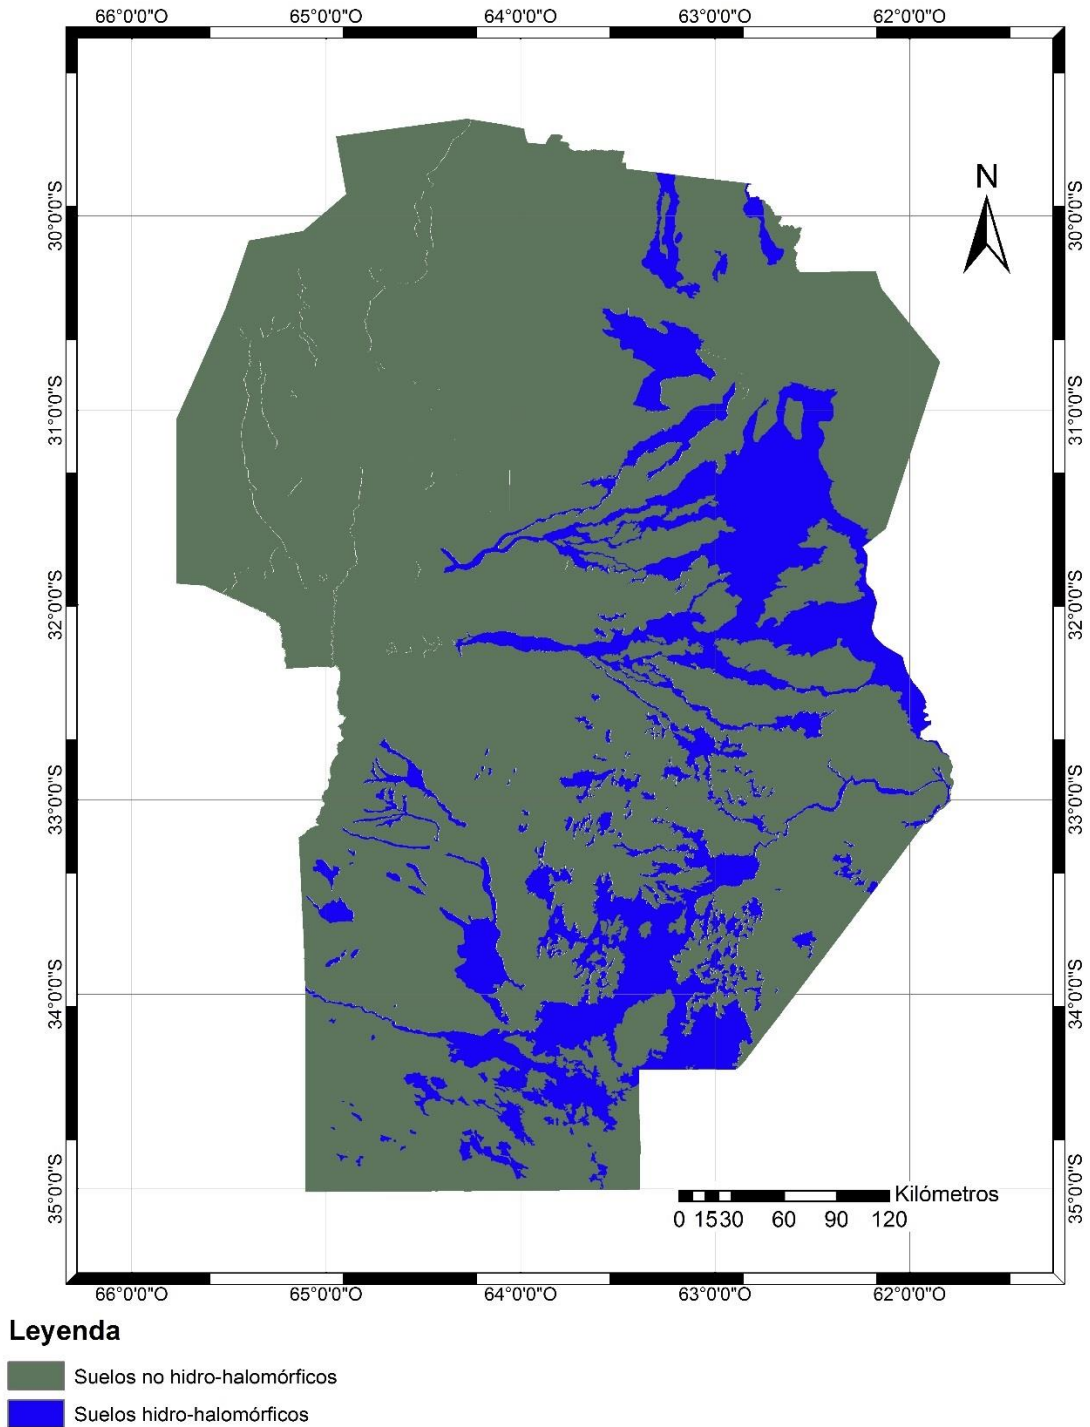 66°0'0"O 65°0'0"O 64°0'0"O 63°0'0"O 62°0'0"O
N
30°0'0"S 30°0'0"S
31°0'0"S 31°0'0"S
32°0'0"S 32°0'0"S
33°0'0"S 33°0'0"S
34°0'0"S 34°0'0"S
35°0'0"S 35°0'0"S
Kilómetros
0 15 30 60 90 120
66°0'0"O 65°0'0"O 64°0'0"O 63°0'0"O 62°0'0"O
Leyenda
Suelos no hidro-halomórficos
Suelos hidro-halomórficos